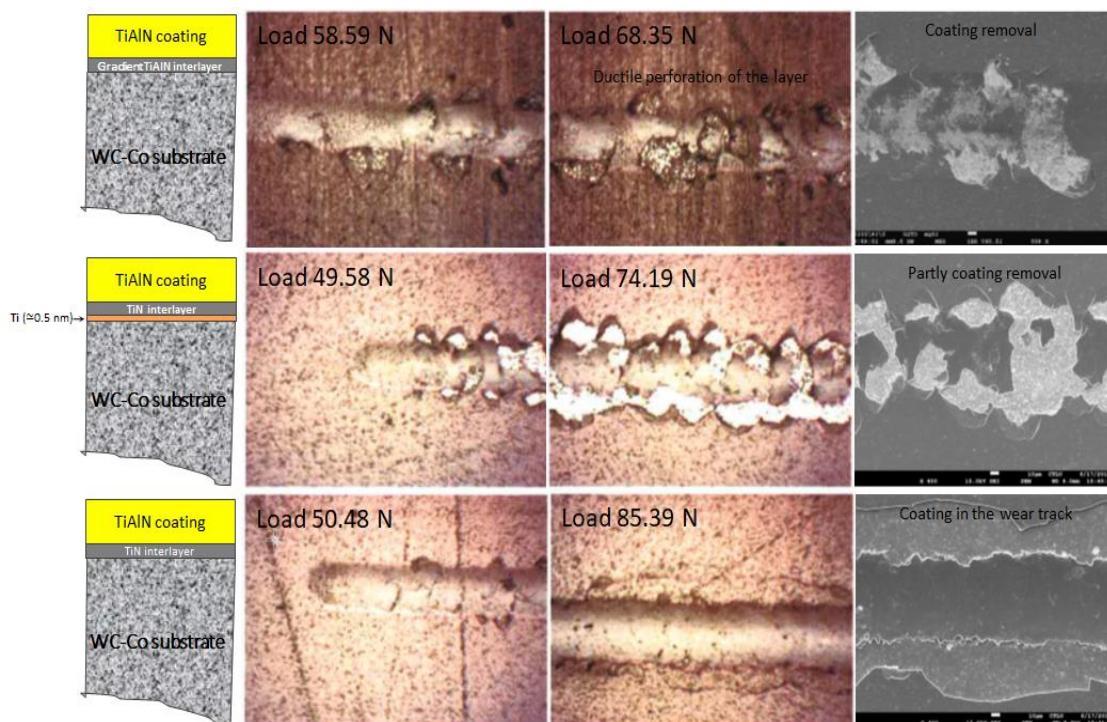 TiAlN coating
GradientTiAlN interlayer
WC-Co substrate
Load 58.59 N
Load 68.35 N
Ductile perforation of the layer
Coating removal
TiAlN coating
TiN interlayer
Ti (≅0.5 nm)
WC-Co substrate
Load 49.58 N
Load 74.19 N
Partly coating removal
TiAlN coating
TiN interlayer
WC-Co substrate
Load 50.48 N
Load 85.39 N
Coating in the wear track